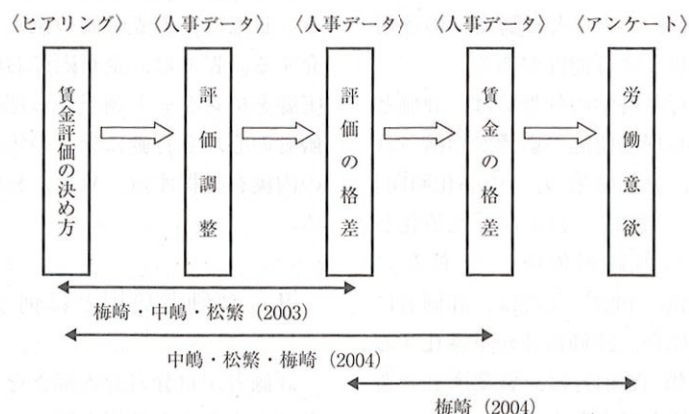 〈ヒアリング〉 〈人事データ〉 〈人事データ〉 〈人事データ〉 〈アンケート〉
賃金評価の決め方
評価調整
評価の格差
賃金の格差
労働意欲
梅崎・中嶋・松繁（2003）
中嶋・松繁・梅崎（2004）
梅崎（2004）